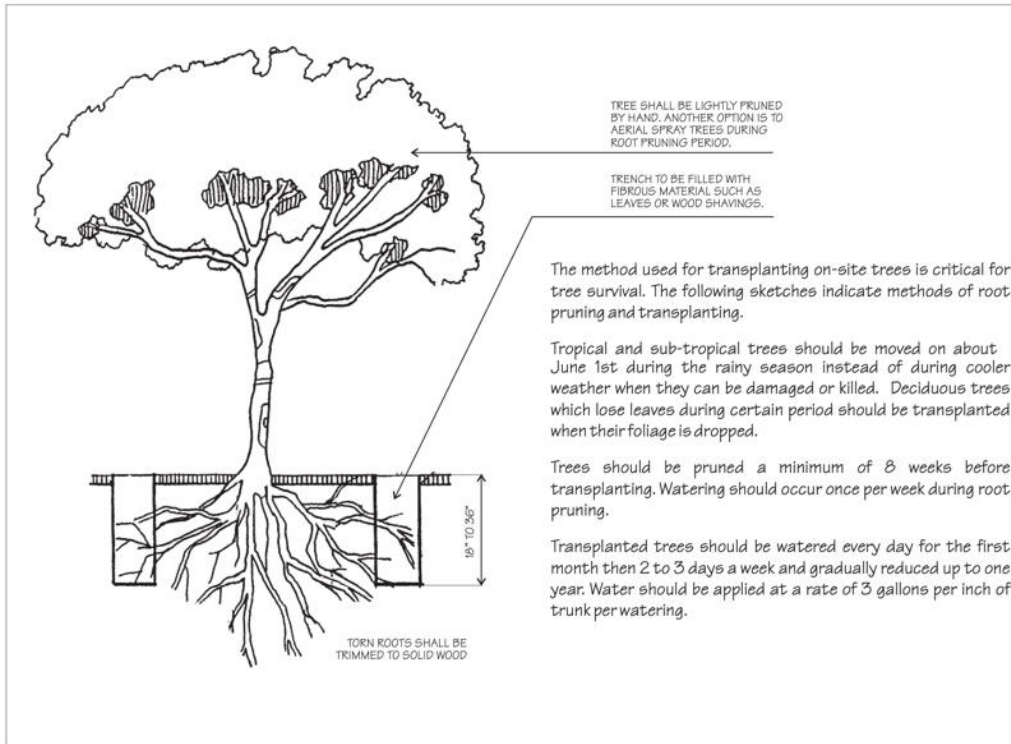 TREE SHALL BE LIGHTLY PRUNED
BY HAND. ANOTHER OPTION IS TO
AERIAL SPRAY TREES DURING
ROOT PRUNING PERIOD.
TRENCH TO BE FILLED WITH
FIBROUS MATERIAL SUCH AS
LEAVES OR WOOD SHAVINGS.
The method used for transplanting on-site trees is critical for
tree survival. The following sketches indicate methods of root
pruning and transplanting.
Tropical and sub-tropical trees should be moved on about
June 1st during the rainy season instead of during cooler
weather when they can be damaged or killed. Deciduous trees
which lose leaves during certain period should be transplanted
when their foliage is dropped.
Trees should be pruned a minimum of 8 weeks before
transplanting. Watering should occur once per week during root
pruning.
Transplanted trees should be watered every day for the first
month then 2 to 3 days a week and gradually reduced up to one
year. Water should be applied at a rate of 3 gallons per inch of
trunk per watering.
18" TO 36"
TORN ROOTS SHALL BE
TRIMMED TO SOLID WOOD